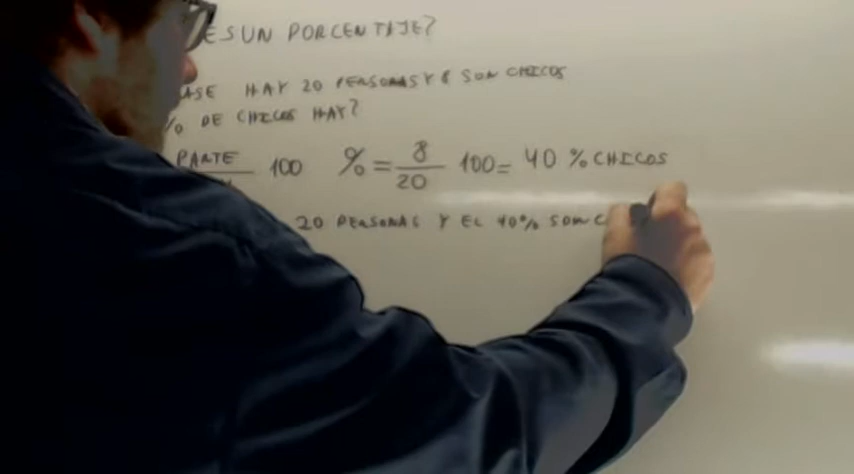 ES UN PORCENTAJE?
ASE HAY 20 PERSONAS Y 8 SON CHICOS
% DE CHICOS HAY?
PARTE 100 % = 8/20 100 = 40 % CHICOS
20 PERSONAS Y EL 40% SON C